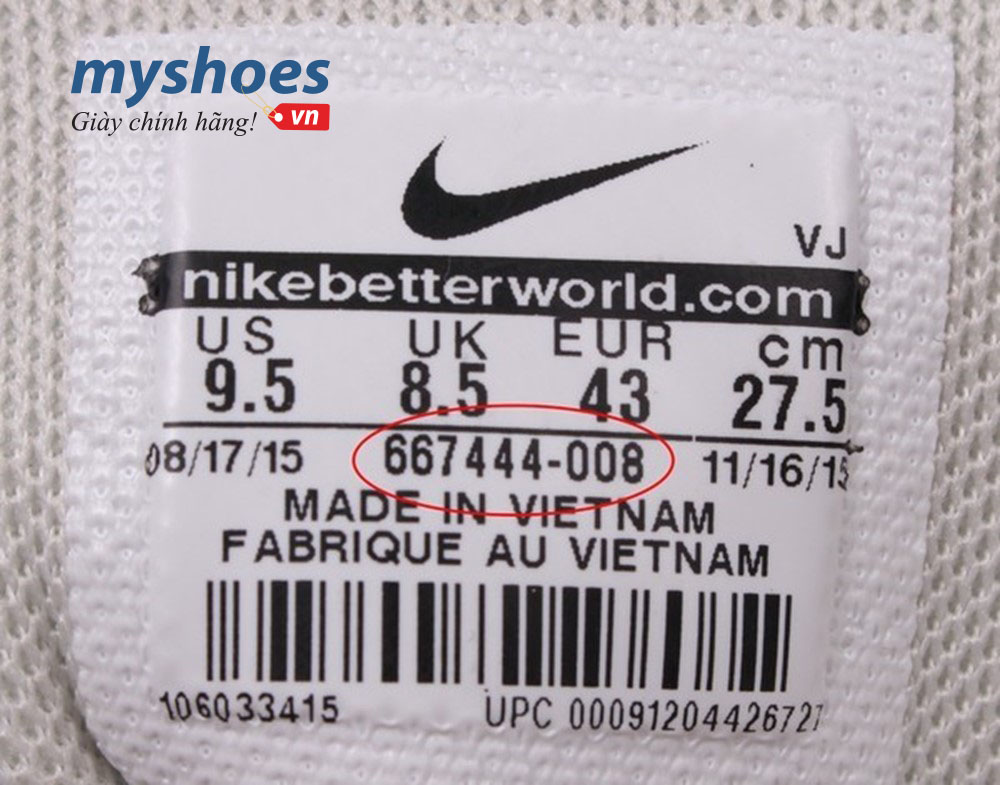 myshoes
Giày chính hãng! vn
VJ
nikebetterworld.com
US UK EUR cm
9.5 8.5 43 27.5
08/17/15 667444-008 11/16/15
MADE IN VIETNAM
FABRIQUE AU VIETNAM
106033415 UPC 00091204426727